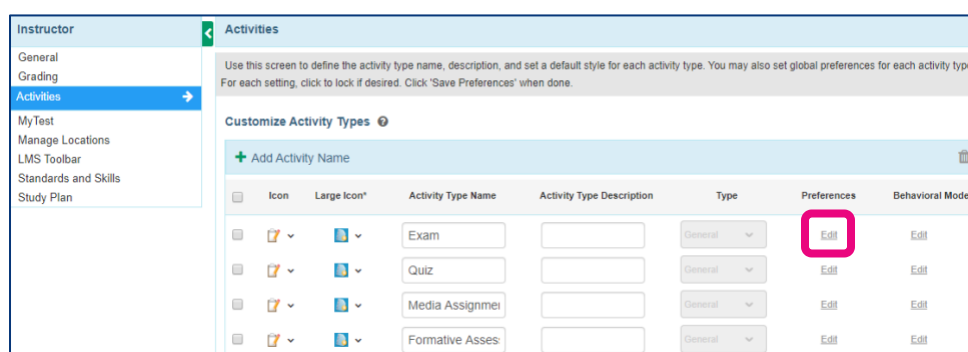 Instructor
General
Grading
Activities
MyTest
Manage Locations
LMS Toolbar
Standards and Skills
Study Plan
Activities
Use this screen to define the activity type name, description, and set a default style for each activity type. You may also set global preferences for each activity type
For each setting, click to lock if desired. Click 'Save Preferences' when done.
Customize Activity Types ?
+ Add Activity Name
Icon Large Icon* Activity Type Name Activity Type Description Type Preferences Behavioral Mode
Exam General Edit Edit
Quiz General Edit Edit
Media Assignmen General Edit Edit
Formative Asses General Edit Edit